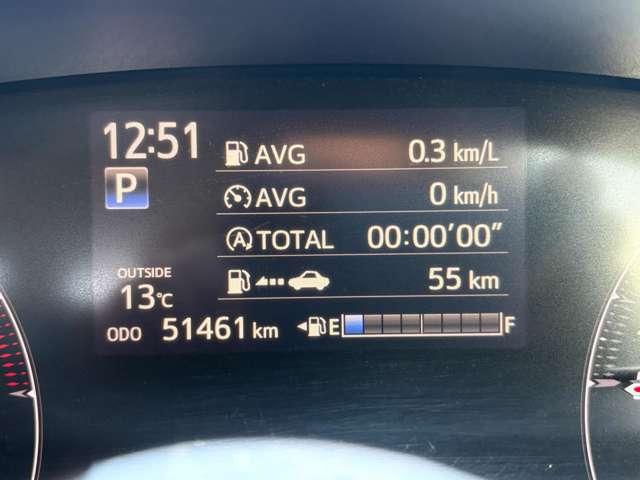 12:51
AVG 0.3 km/L
P
AVG 0 km/h
A TOTAL 00:00'00"
OUTSIDE
13°C
55 km
ODO 51461 km
E F